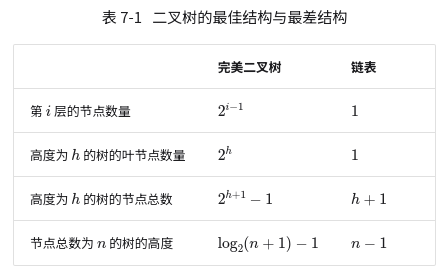 表 7-1 二叉树的最佳结构与最差结构
完美二叉树 链表
第 $i$ 层的节点数量 $2^{i-1}$ $1$
高度为 $h$ 的树的叶节点数量 $2^h$ $1$
高度为 $h$ 的树的节点总数 $2^{h+1} - 1$ $h + 1$
节点总数为 $n$ 的树的高度 $\log_2(n + 1) - 1$ $n - 1$